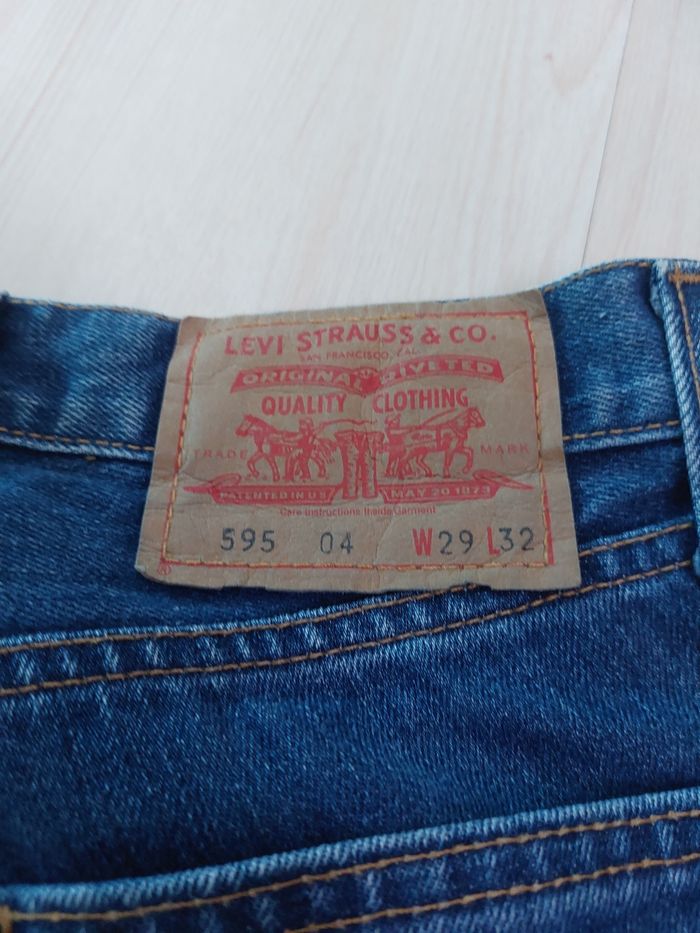 LEVI STRAUSS & CO.
SAN FRANCISCO, CAL.
ORIGINAL RIVETED
QUALITY CLOTHING
TRADE MARK
PATENTED IN U.S. MAY 20 1873
Care instructions Inside Garment
595 04 W29 L32
®